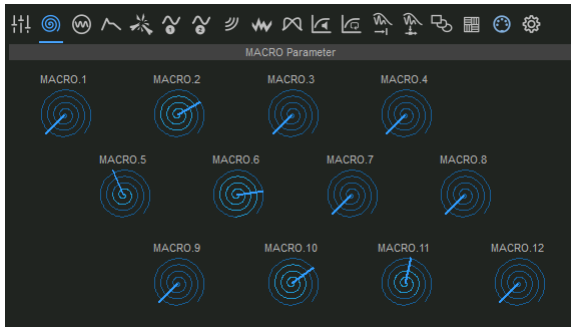 MACRO Parameter
MACRO.1 MACRO.2 MACRO.3 MACRO.4
MACRO.5 MACRO.6 MACRO.7 MACRO.8
MACRO.9 MACRO.10 MACRO.11 MACRO.12